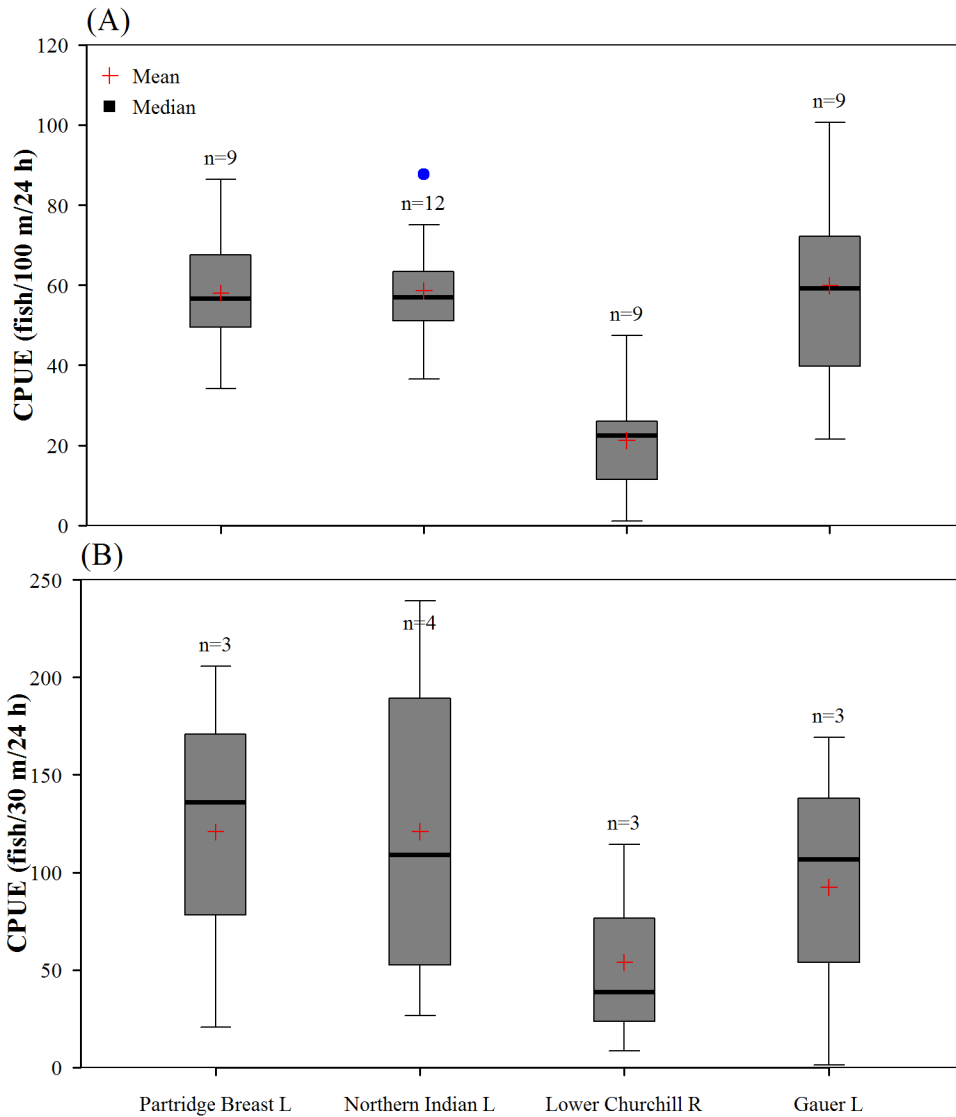 (A)
CPUE (fish/100 m/24 h)
120
100
80
60
40
20
0
Mean
Median
n=9
n=12
n=9
n=9
(B)
CPUE (fish/30 m/24 h)
250
200
150
100
50
0
n=3
n=4
n=3
n=3
Partridge Breast L
Northern Indian L
Lower Churchill R
Gauer L